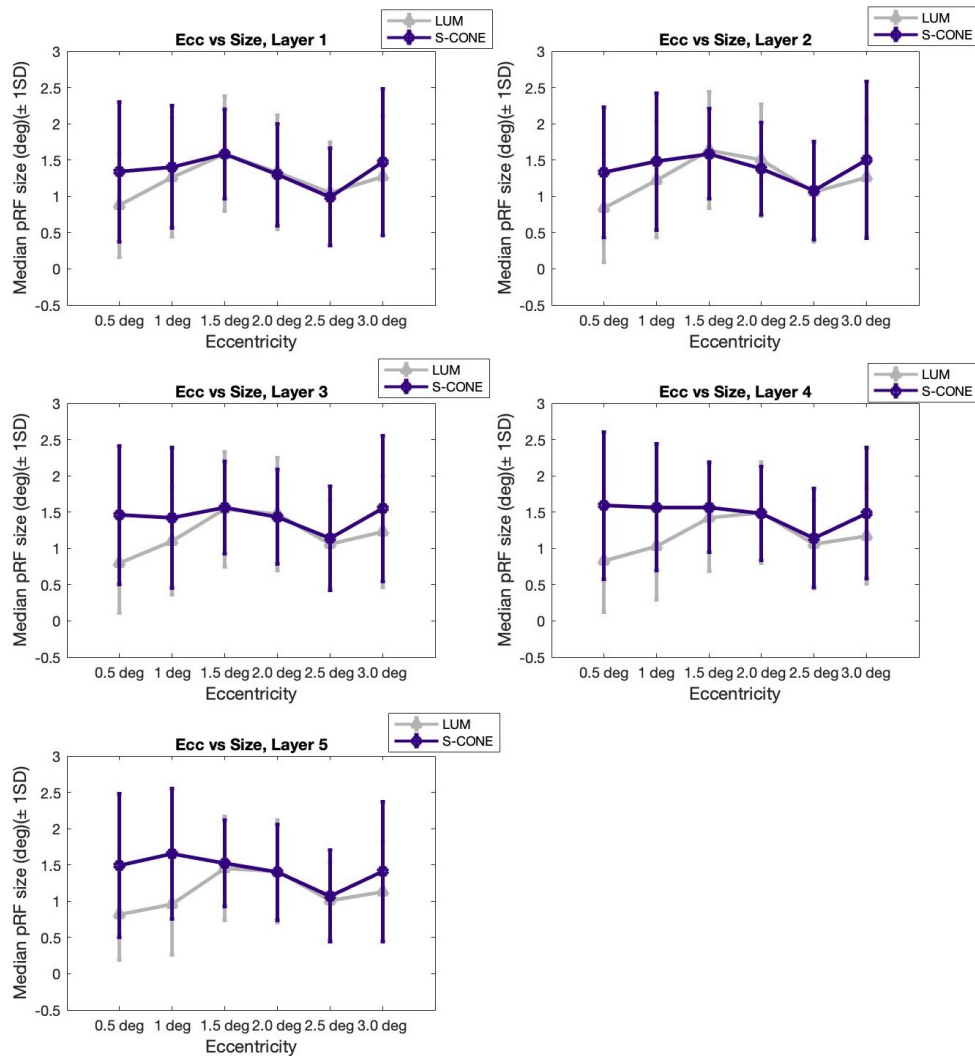 Ecc vs Size, Layer 1
LUM
S-CONE
Median pRF size (deg)(± 1SD)
3
2.5
2
1.5
1
0.5
0
-0.5
0.5 deg 1 deg 1.5 deg 2.0 deg 2.5 deg 3.0 deg
Eccentricity
Ecc vs Size, Layer 2
LUM
S-CONE
Median pRF size (deg)(± 1SD)
3
2.5
2
1.5
1
0.5
0
-0.5
0.5 deg 1 deg 1.5 deg 2.0 deg 2.5 deg 3.0 deg
Eccentricity
Ecc vs Size, Layer 3
LUM
S-CONE
Median pRF size (deg)(± 1SD)
3
2.5
2
1.5
1
0.5
0
-0.5
0.5 deg 1 deg 1.5 deg 2.0 deg 2.5 deg 3.0 deg
Eccentricity
Ecc vs Size, Layer 4
LUM
S-CONE
Median pRF size (deg)(± 1SD)
3
2.5
2
1.5
1
0.5
0
-0.5
0.5 deg 1 deg 1.5 deg 2.0 deg 2.5 deg 3.0 deg
Eccentricity
Ecc vs Size, Layer 5
LUM
S-CONE
Median pRF size (deg)(± 1SD)
3
2.5
2
1.5
1
0.5
0
-0.5
0.5 deg 1 deg 1.5 deg 2.0 deg 2.5 deg 3.0 deg
Eccentricity